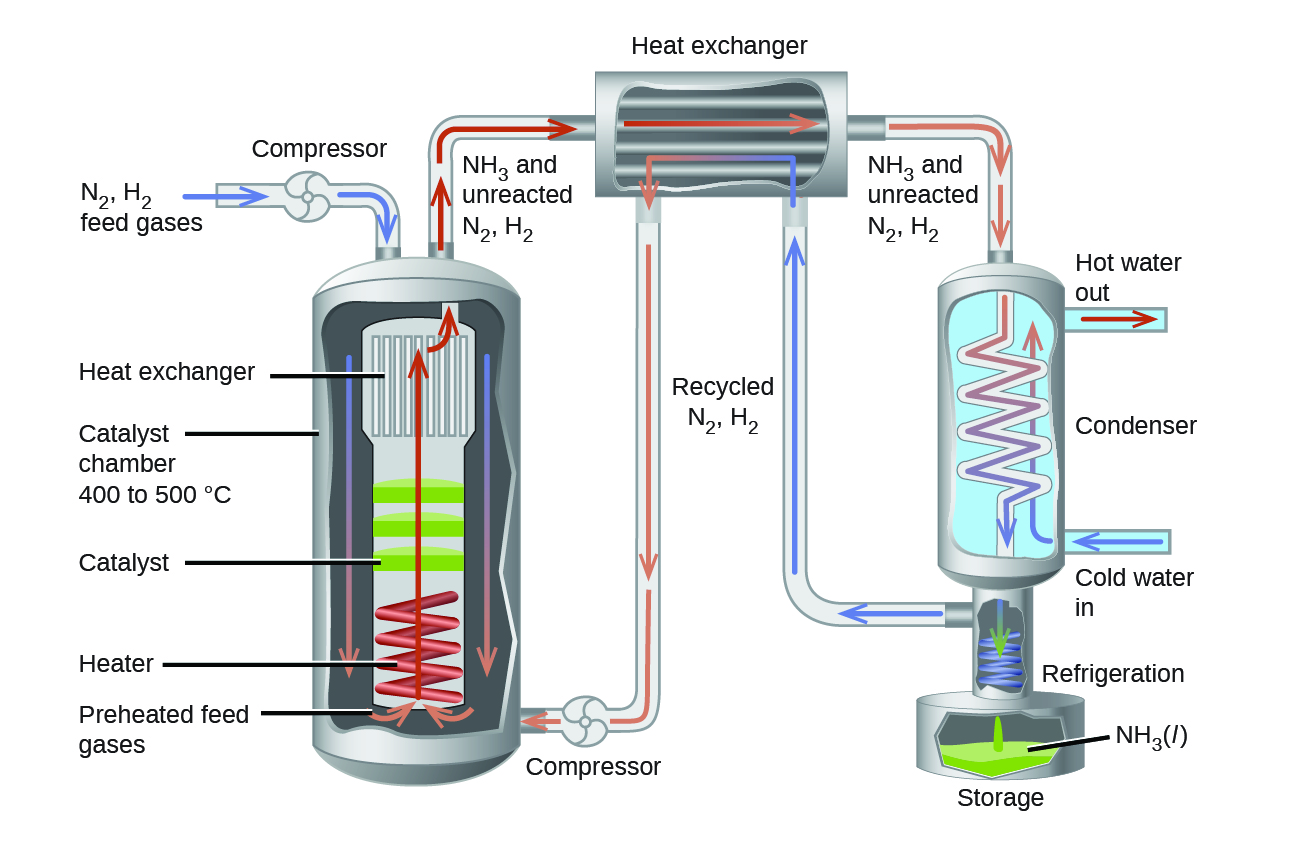 Heat exchanger
Compressor
N₂, H₂
feed gases
NH₃ and
unreacted
N₂, H₂
NH₃ and
unreacted
N₂, H₂
Hot water
out
Heat exchanger
Catalyst
chamber
400 to 500 °C
Recycled
N₂, H₂
Condenser
Catalyst
Cold water
in
Heater
Refrigeration
Preheated feed
gases
NH₃(l)
Compressor
Storage